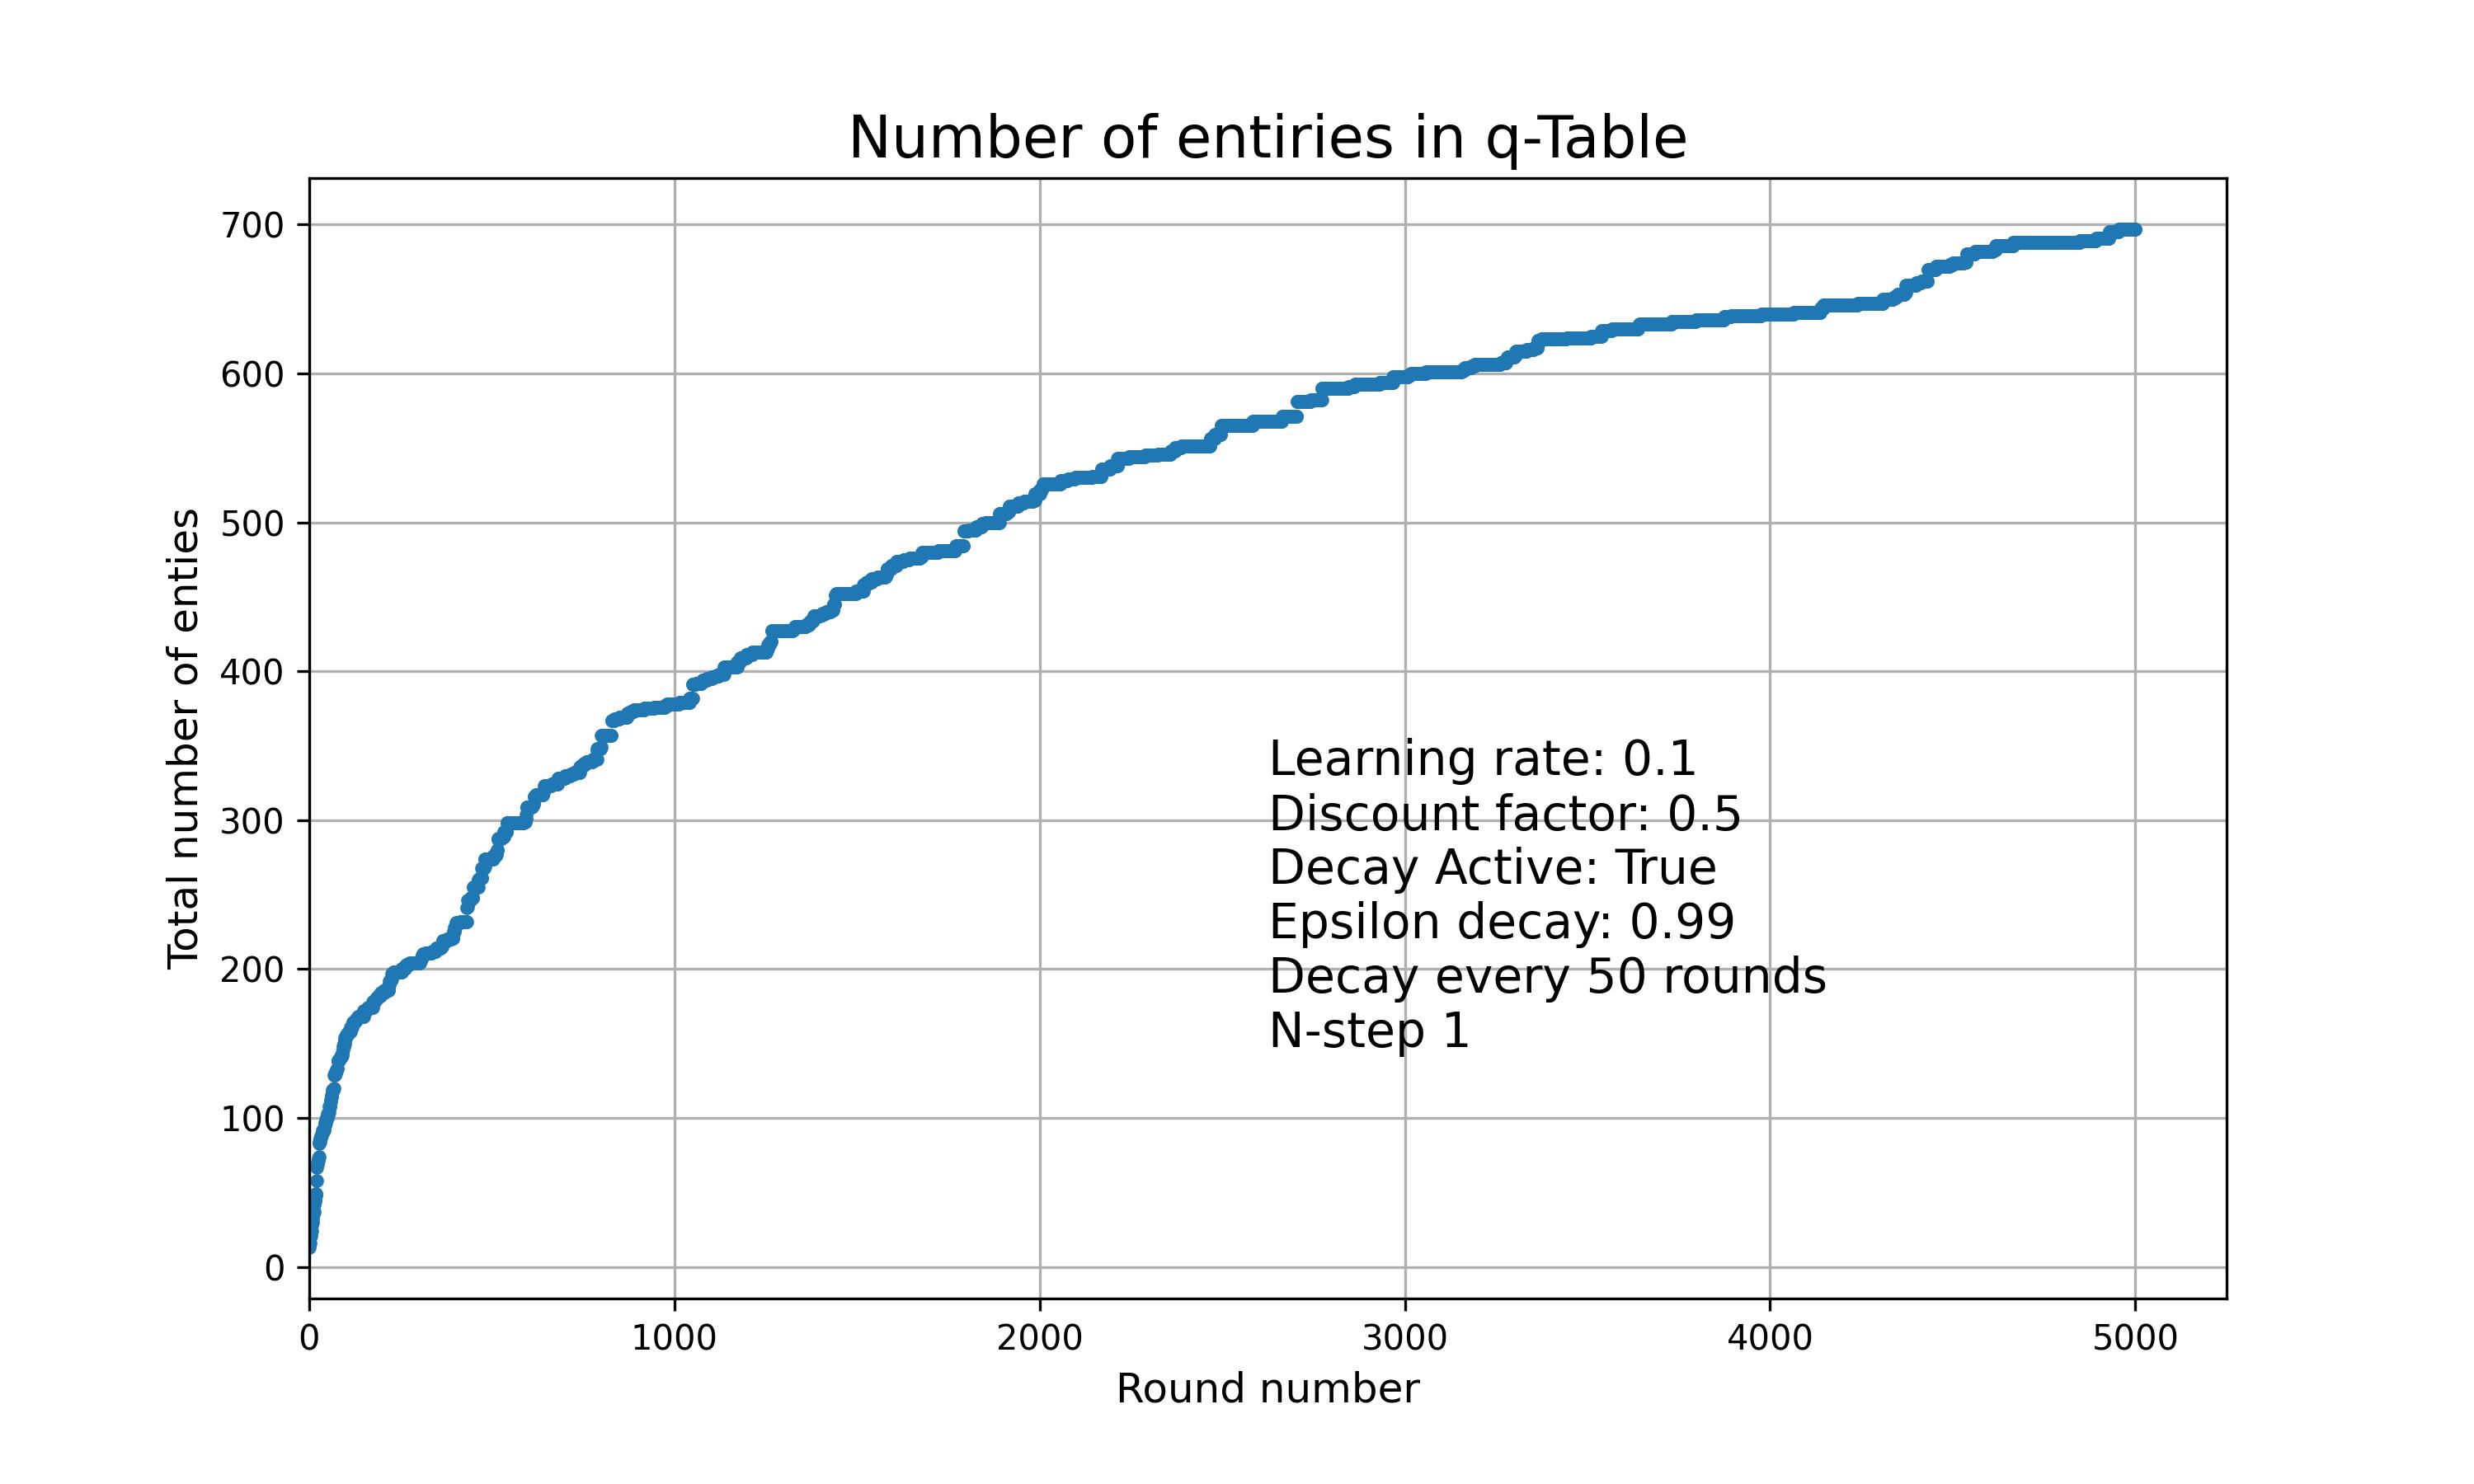 Number of entiries in q-Table
Total number of enties
700
600
500
400
300
200
100
0
Learning rate: 0.1
Discount factor: 0.5
Decay Active: True
Epsilon decay: 0.99
Decay every 50 rounds
N-step 1
0 1000 2000 3000 4000 5000
Round number